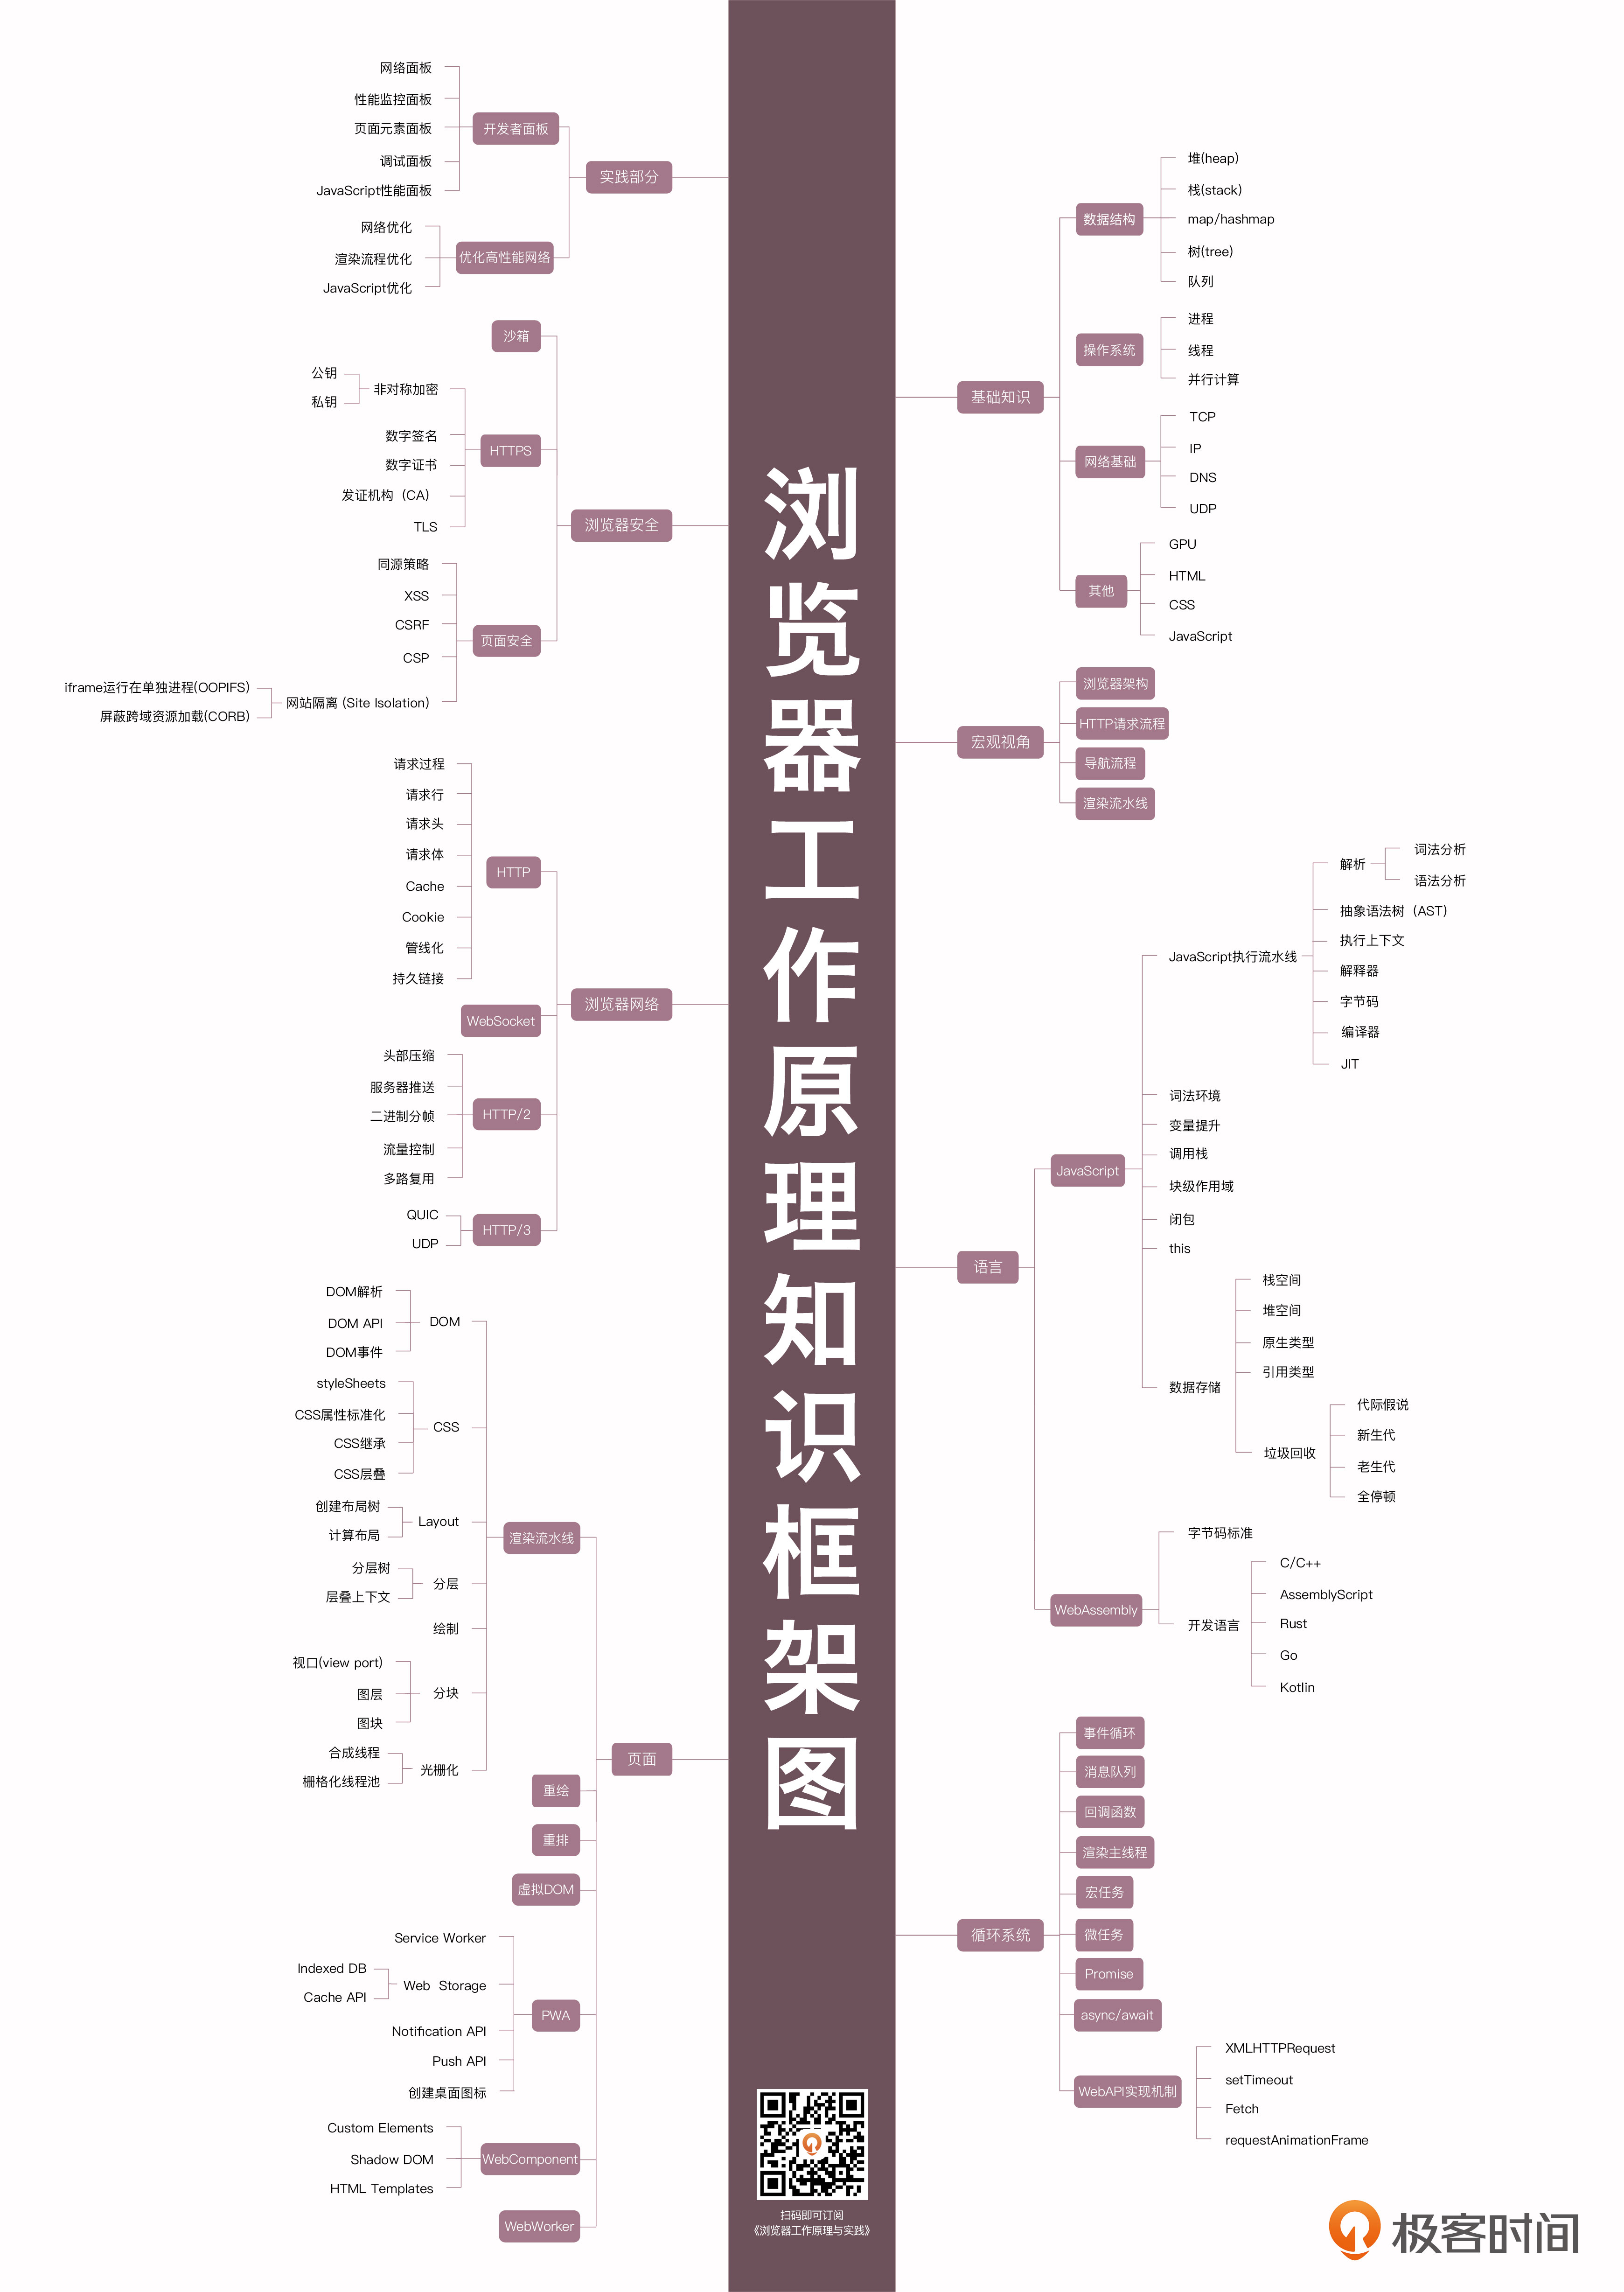 浏览器工作原理知识框架图
实践部分
开发者面板
网络面板
性能监控面板
页面元素面板
调试面板
JavaScript性能面板
优化高性能网络
网络优化
渲染流程优化
JavaScript优化
浏览器安全
沙箱
HTTPS
非对称加密
公钥
私钥
数字签名
数字证书
发证机构（CA）
TLS
页面安全
同源策略
XSS
CSRF
CSP
网站隔离 (Site Isolation)
iframe运行在单独进程(OOPIFS)
屏蔽跨域资源加载(CORB)
浏览器网络
HTTP
请求过程
请求行
请求头
请求体
Cache
Cookie
管线化
持久链接
WebSocket
HTTP/2
头部压缩
服务器推送
二进制分帧
流量控制
多路复用
HTTP/3
QUIC
UDP
页面
渲染流水线
DOM
DOM解析
DOM API
DOM事件
CSS
styleSheets
CSS属性标准化
CSS继承
CSS层叠
Layout
创建布局树
计算布局
分层
分层树
层叠上下文
绘制
分块
视口(view port)
图层
图块
光栅化
合成线程
栅格化线程池
重绘
重排
虚拟DOM
PWA
Service Worker
Web Storage
Indexed DB
Cache API
Notification API
Push API
创建桌面图标
WebComponent
Custom Elements
Shadow DOM
HTML Templates
WebWorker
基础知识
数据结构
堆(heap)
栈(stack)
map/hashmap
树(tree)
队列
操作系统
进程
线程
并行计算
网络基础
TCP
IP
DNS
UDP
其他
GPU
HTML
CSS
JavaScript
宏观视角
浏览器架构
HTTP请求流程
导航流程
渲染流水线
语言
JavaScript
JavaScript执行流水线
解析
词法分析
语法分析
抽象语法树（AST）
执行上下文
解释器
字节码
编译器
JIT
词法环境
变量提升
调用栈
块级作用域
闭包
this
数据存储
栈空间
堆空间
原生类型
引用类型
垃圾回收
代际假说
新生代
老生代
全停顿
WebAssembly
字节码标准
开发语言
C/C++
AssemblyScript
Rust
Go
Kotlin
循环系统
事件循环
消息队列
回调函数
渲染主线程
宏任务
微任务
Promise
async/await
WebAPI实现机制
XMLHTTPRequest
setTimeout
Fetch
requestAnimationFrame
扫码即可订阅
《浏览器工作原理与实践》
极客时间